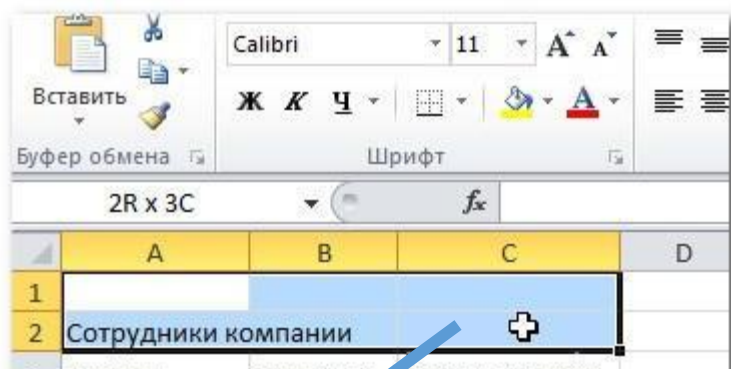 Calibri 11 А А
Вставить
Ж К Ч А
Буфер обмена Шрифт
2R x 3C fx
A B C D
1
2 Сотрудники компании